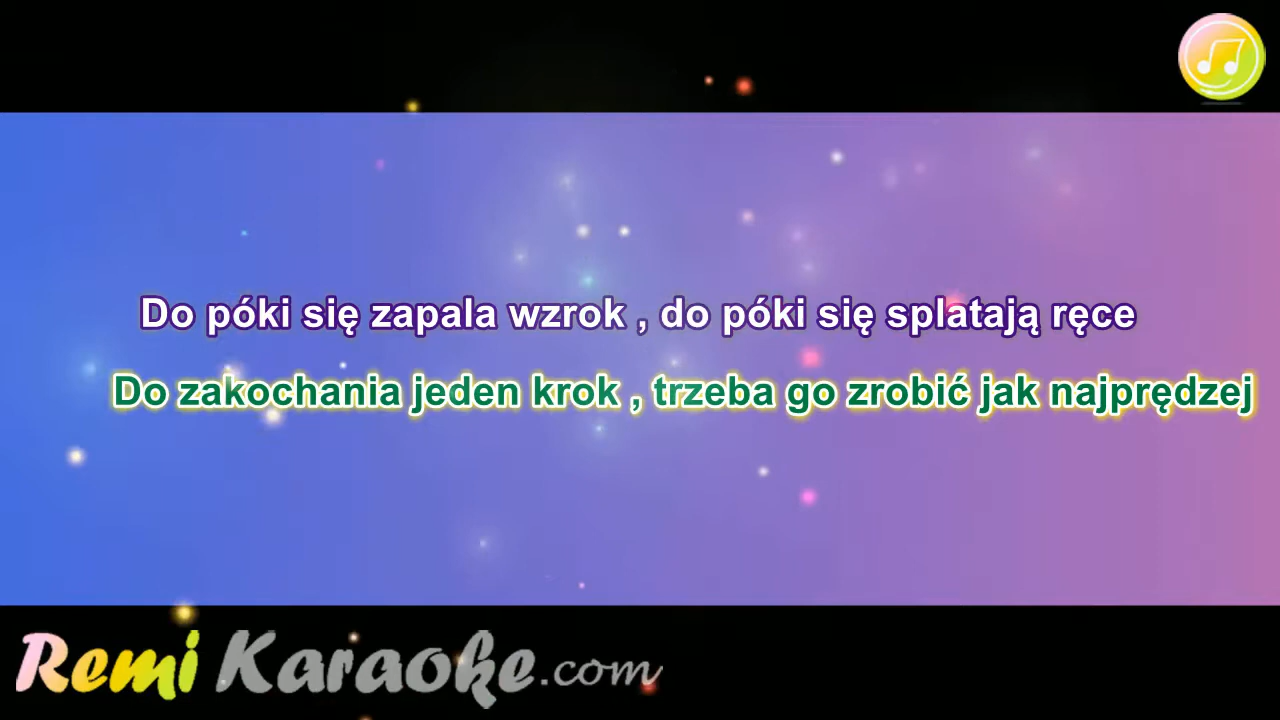 Do póki się zapala wzrok , do póki się splatają ręce
Do zakochania jeden krok , trzeba go zrobić jak najprędzej
Remi Karaoke.com